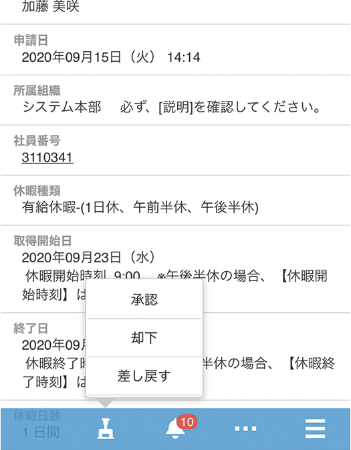 加藤 美咲
申請日
2020年09月15日（火） 14:14
所属組織
システム本部　必ず、[説明]を確認してください。
社員番号
3110341
休暇種類
有給休暇-(1日休、午前半休、午後半休)
取得開始日
2020年09月23日（水）
休暇開始時刻 9:00 ※午後半休の場合、【休暇開
始時刻】は
終了日
2020年09月
休暇終了時 半休の場合、【休暇終
了時刻】は
承認
却下
差し戻す
休暇日数
1 日間
10